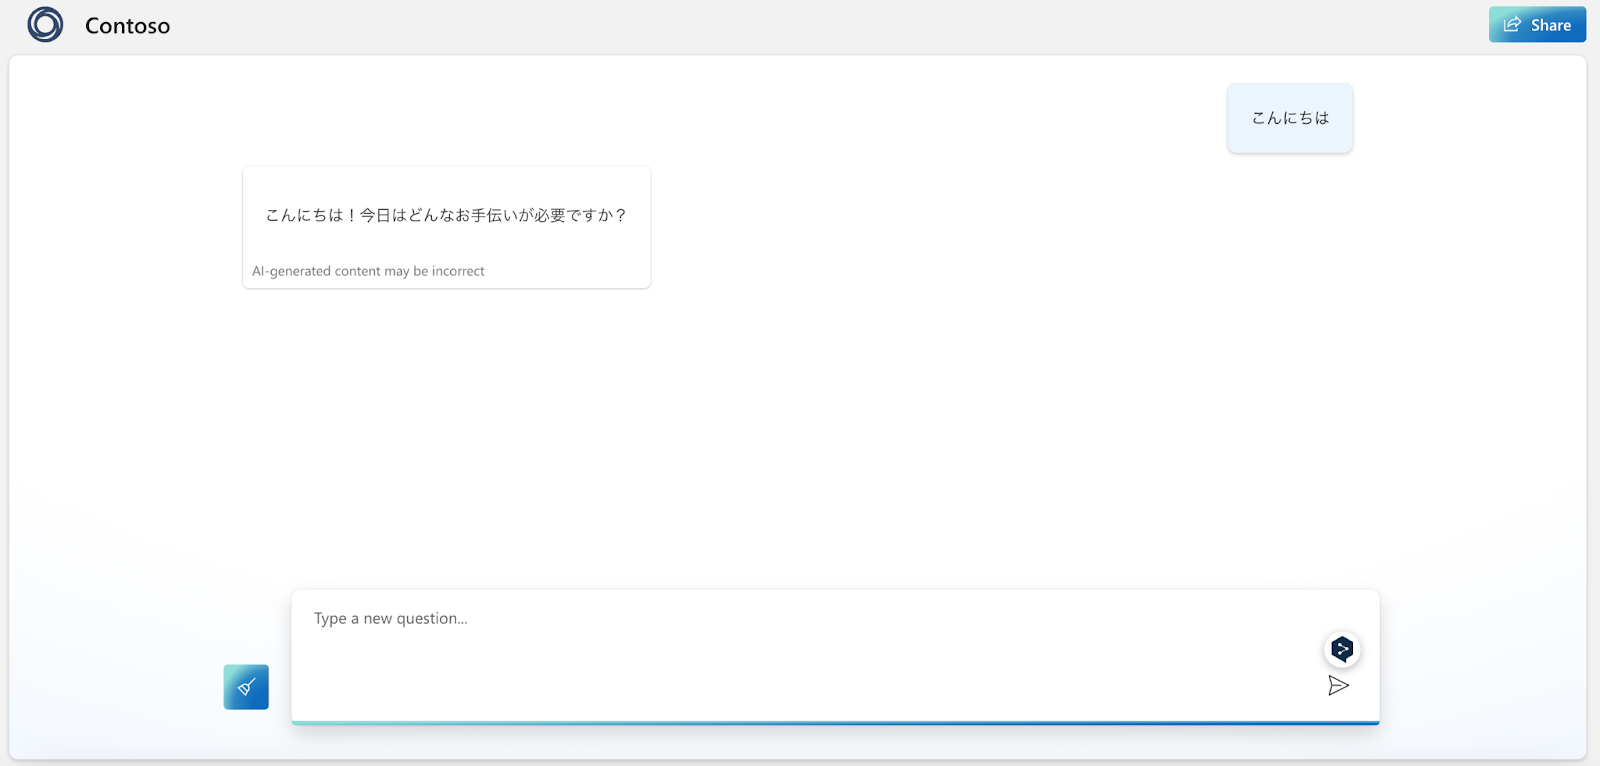 Contoso
Share
こんにちは
こんにちは！今日はどんなお手伝いが必要ですか？
AI-generated content may be incorrect
Type a new question...